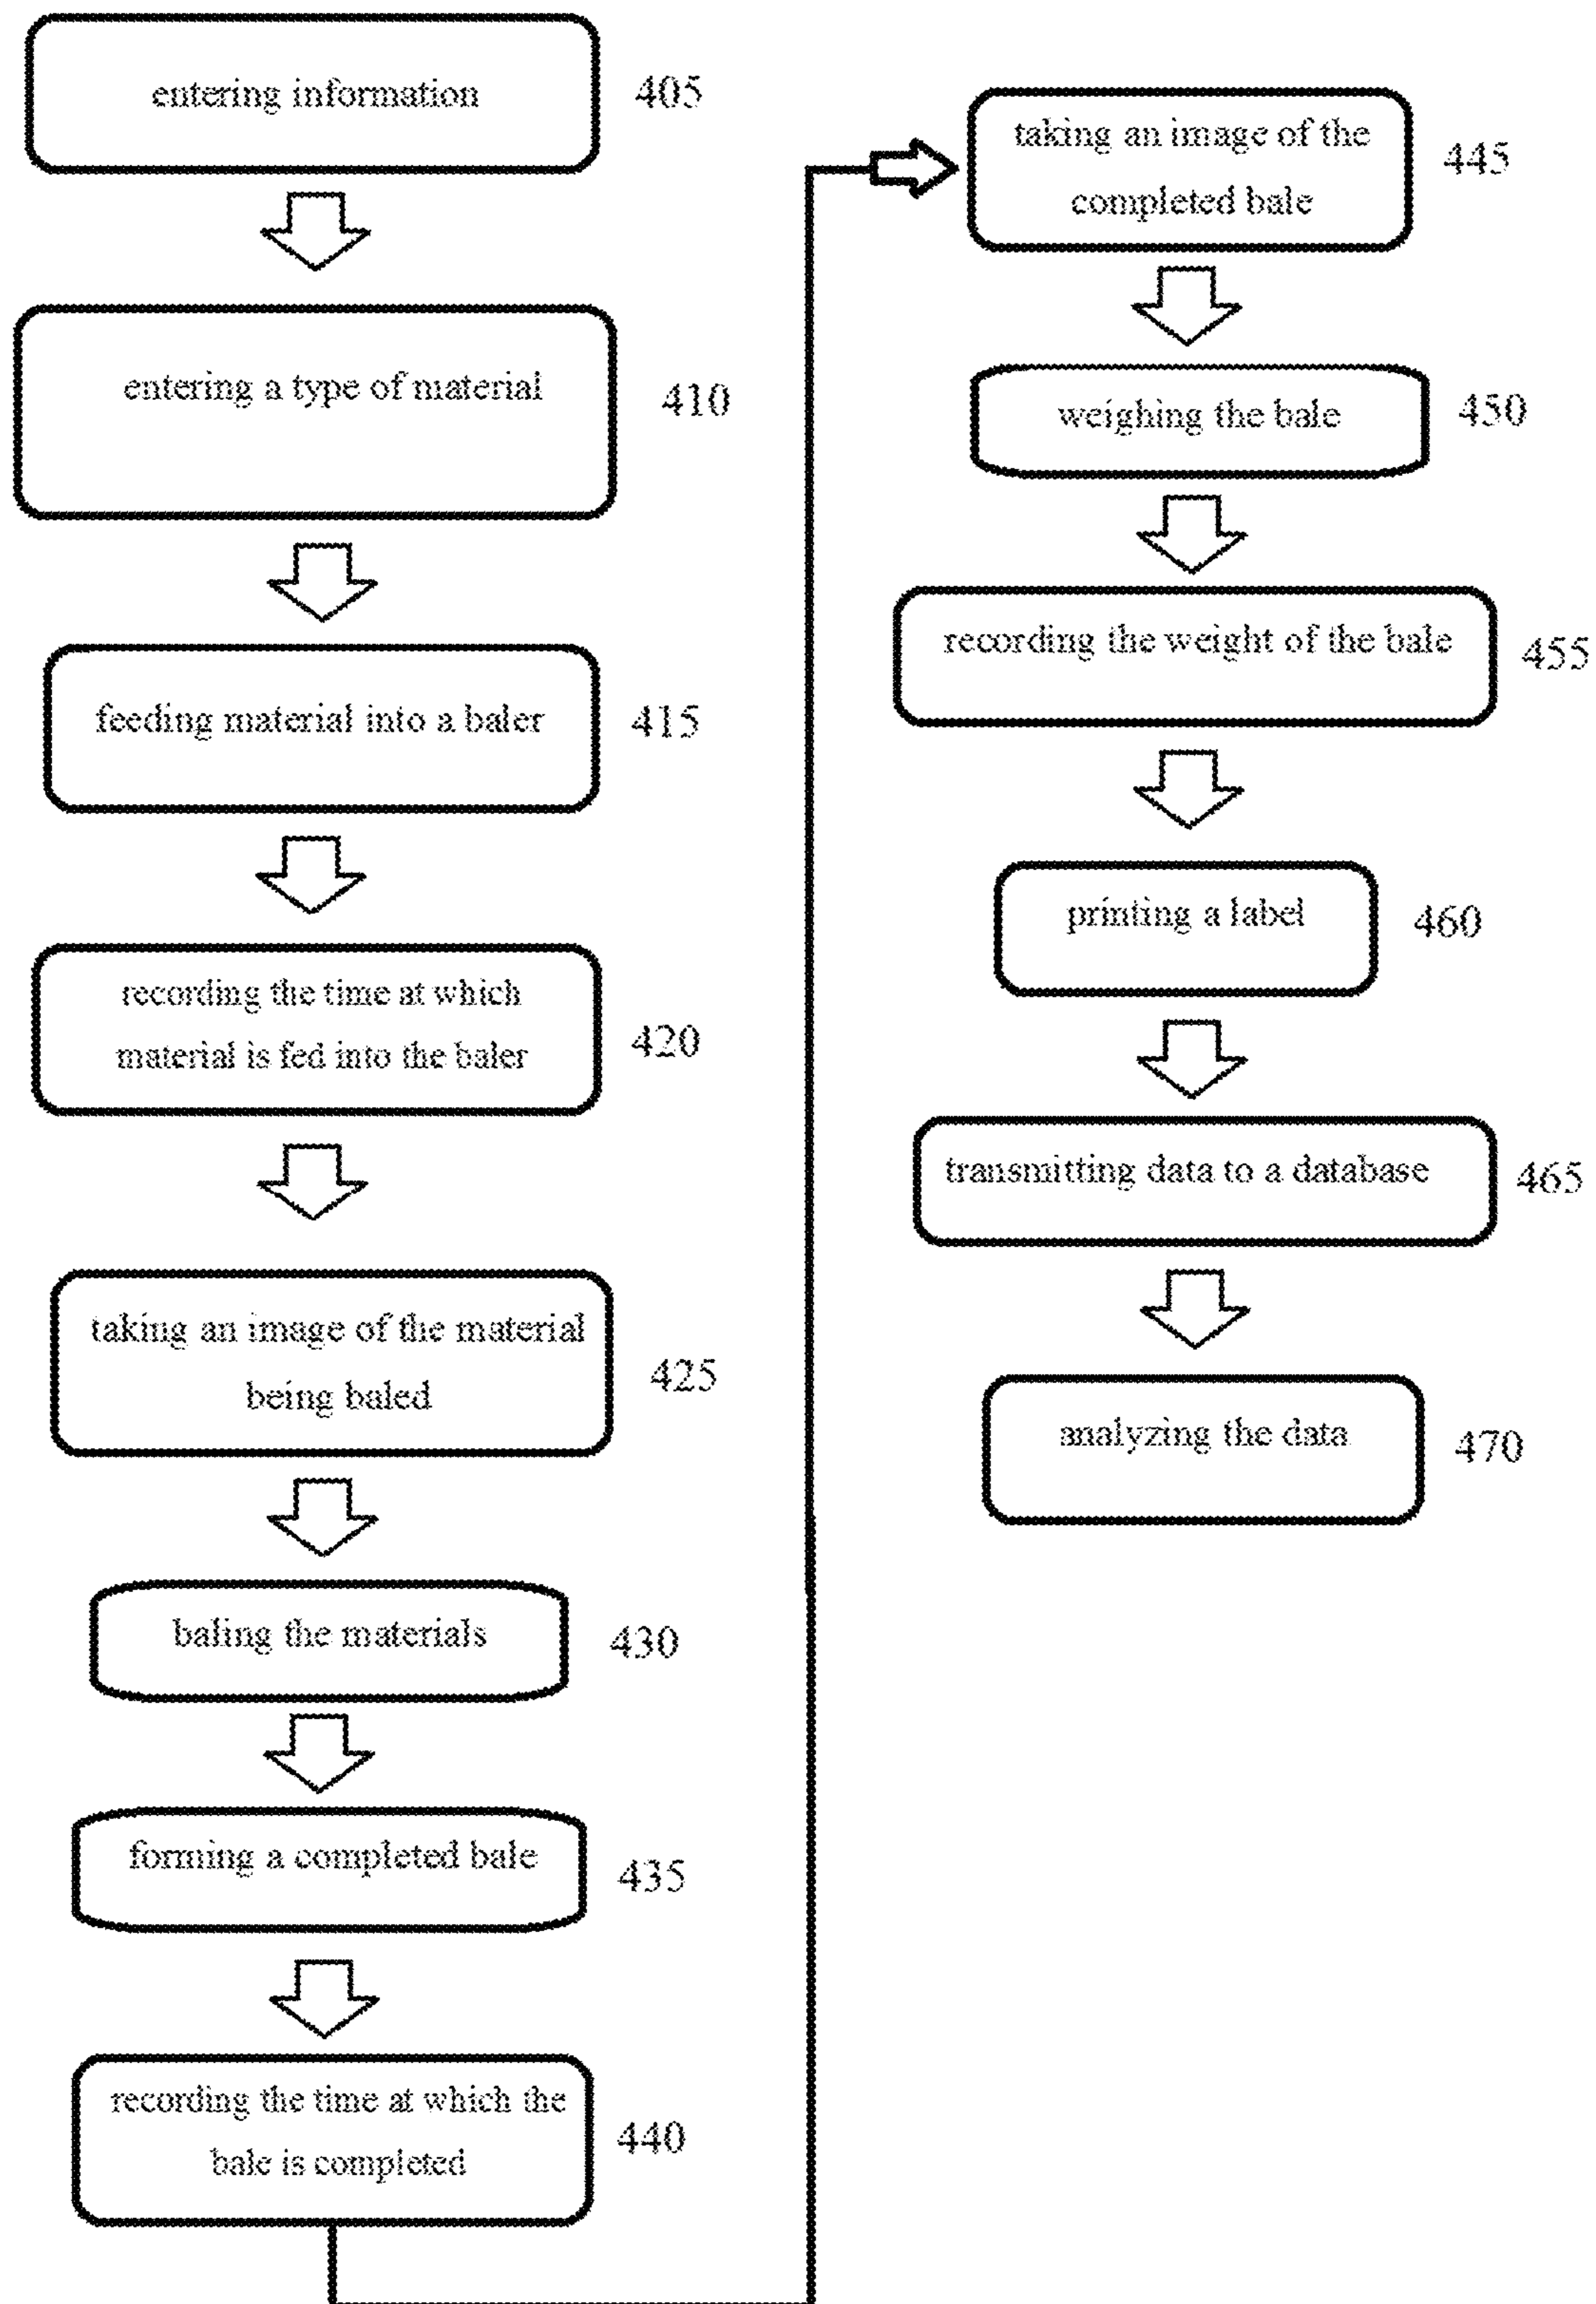 entering information
405
entering a type of material
410
feeding material into a baler
415
recording the time at which
material is fed into the baler
420
taking an image of the material
being baled
425
baling the materials
430
forming a completed bale
435
recording the time at which the
bale is completed
440
taking an image of the
completed bale
445
weighing the bale
450
recording the weight of the bale
455
printing a label
460
transmitting data to a database
465
analyzing the data
470